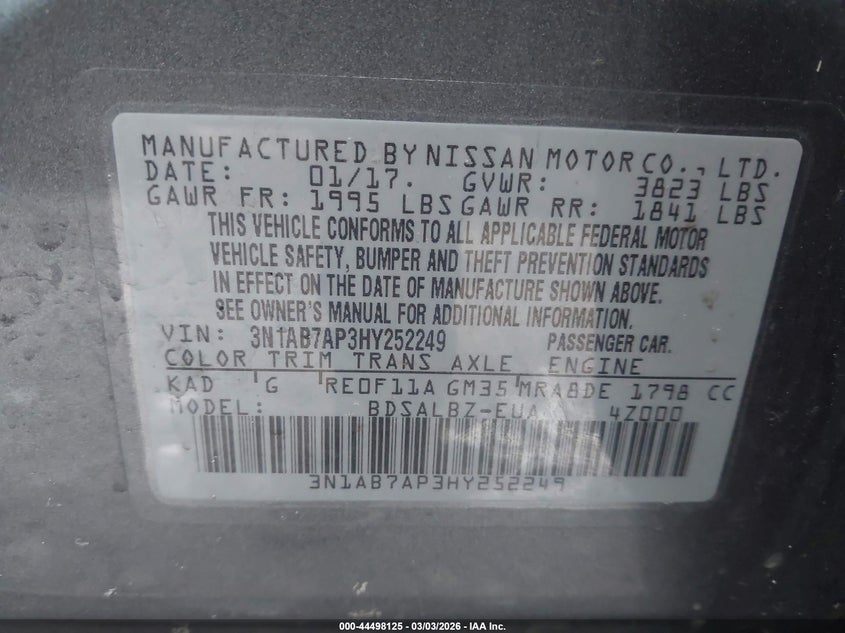 MANUFACTURED BY NISSAN MOTOR CO., LTD.
DATE: 01/17. GVWR: 3823 LBS
GAWR FR: 1995 LBS GAWR RR: 1841 LBS
THIS VEHICLE CONFORMS TO ALL APPLICABLE FEDERAL MOTOR
VEHICLE SAFETY, BUMPER AND THEFT PREVENTION STANDARDS
IN EFFECT ON THE DATE OF MANUFACTURE SHOWN ABOVE.
SEE OWNER'S MANUAL FOR ADDITIONAL INFORMATION.
VIN: 3N1AB7AP3HY252249 PASSENGER CAR.
COLOR TRIM TRANS AXLE ENGINE
KAD G RE0F11A GM35 MRA8DE 1798 CC
MODEL: BDSALBZ-EUA 4Z000
3N1AB7AP3HY252249
000-44498125 | 03/03/2026 - IAA Inc.